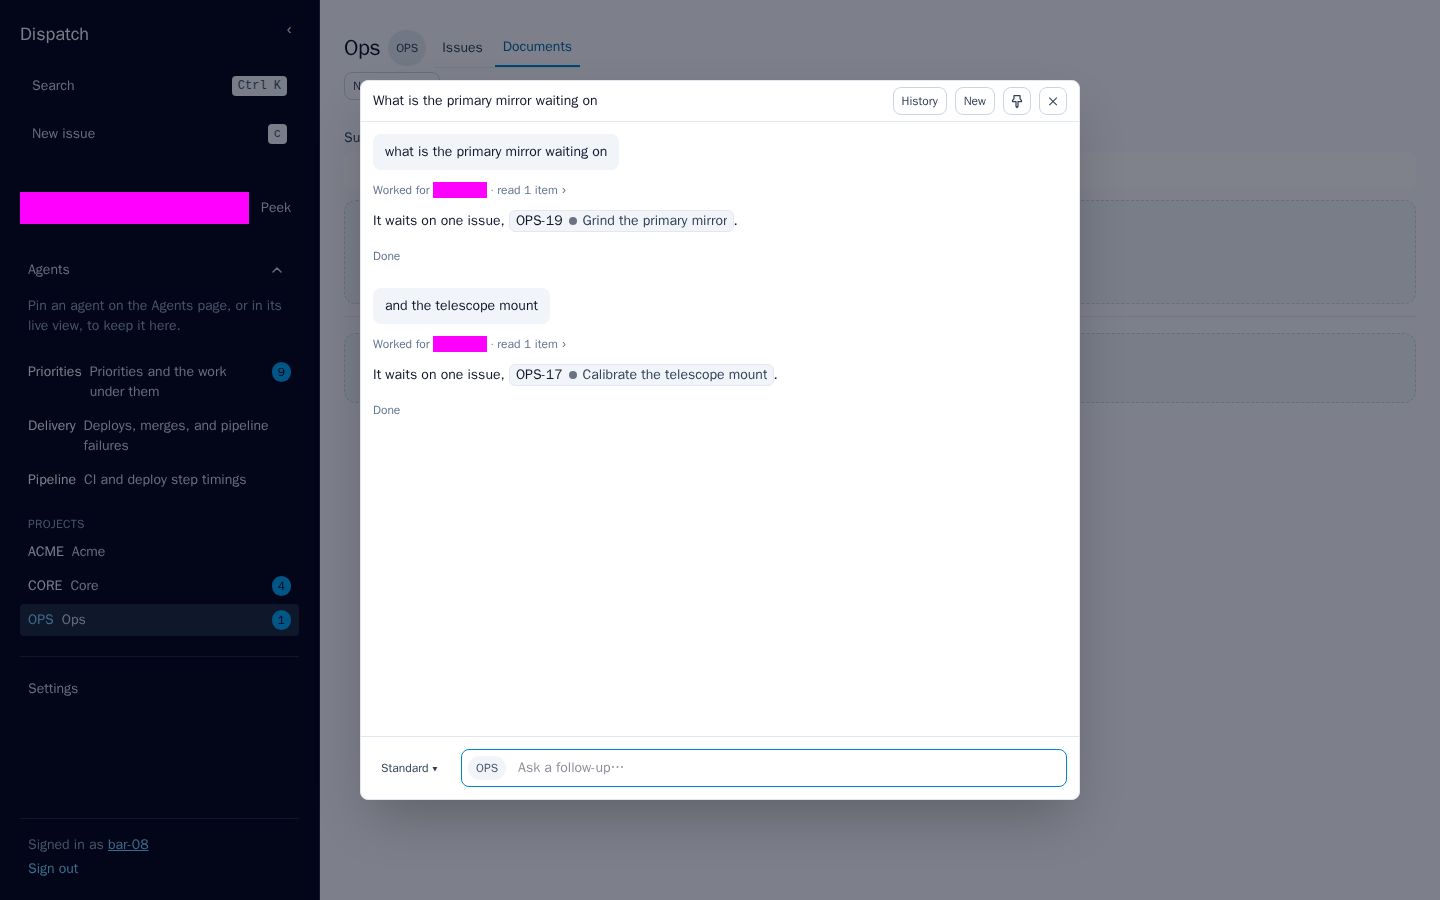 Dispatch
Search Ctrl K
New issue C
Peek
Agents
Pin an agent on the Agents page, or in its
live view, to keep it here.
Priorities Priorities and the work
under them 9
Delivery Deploys, merges, and pipeline
failures
Pipeline CI and deploy step timings
PROJECTS
ACME Acme
CORE Core 4
OPS Ops 1
Settings
Signed in as bar-08
Sign out
Ops OPS Issues Documents
What is the primary mirror waiting on History New
what is the primary mirror waiting on
Worked for · read 1 item ›
It waits on one issue, OPS-19 Grind the primary mirror.
Done
and the telescope mount
Worked for · read 1 item ›
It waits on one issue, OPS-17 Calibrate the telescope mount.
Done
Standard ▾ OPS Ask a follow-up…